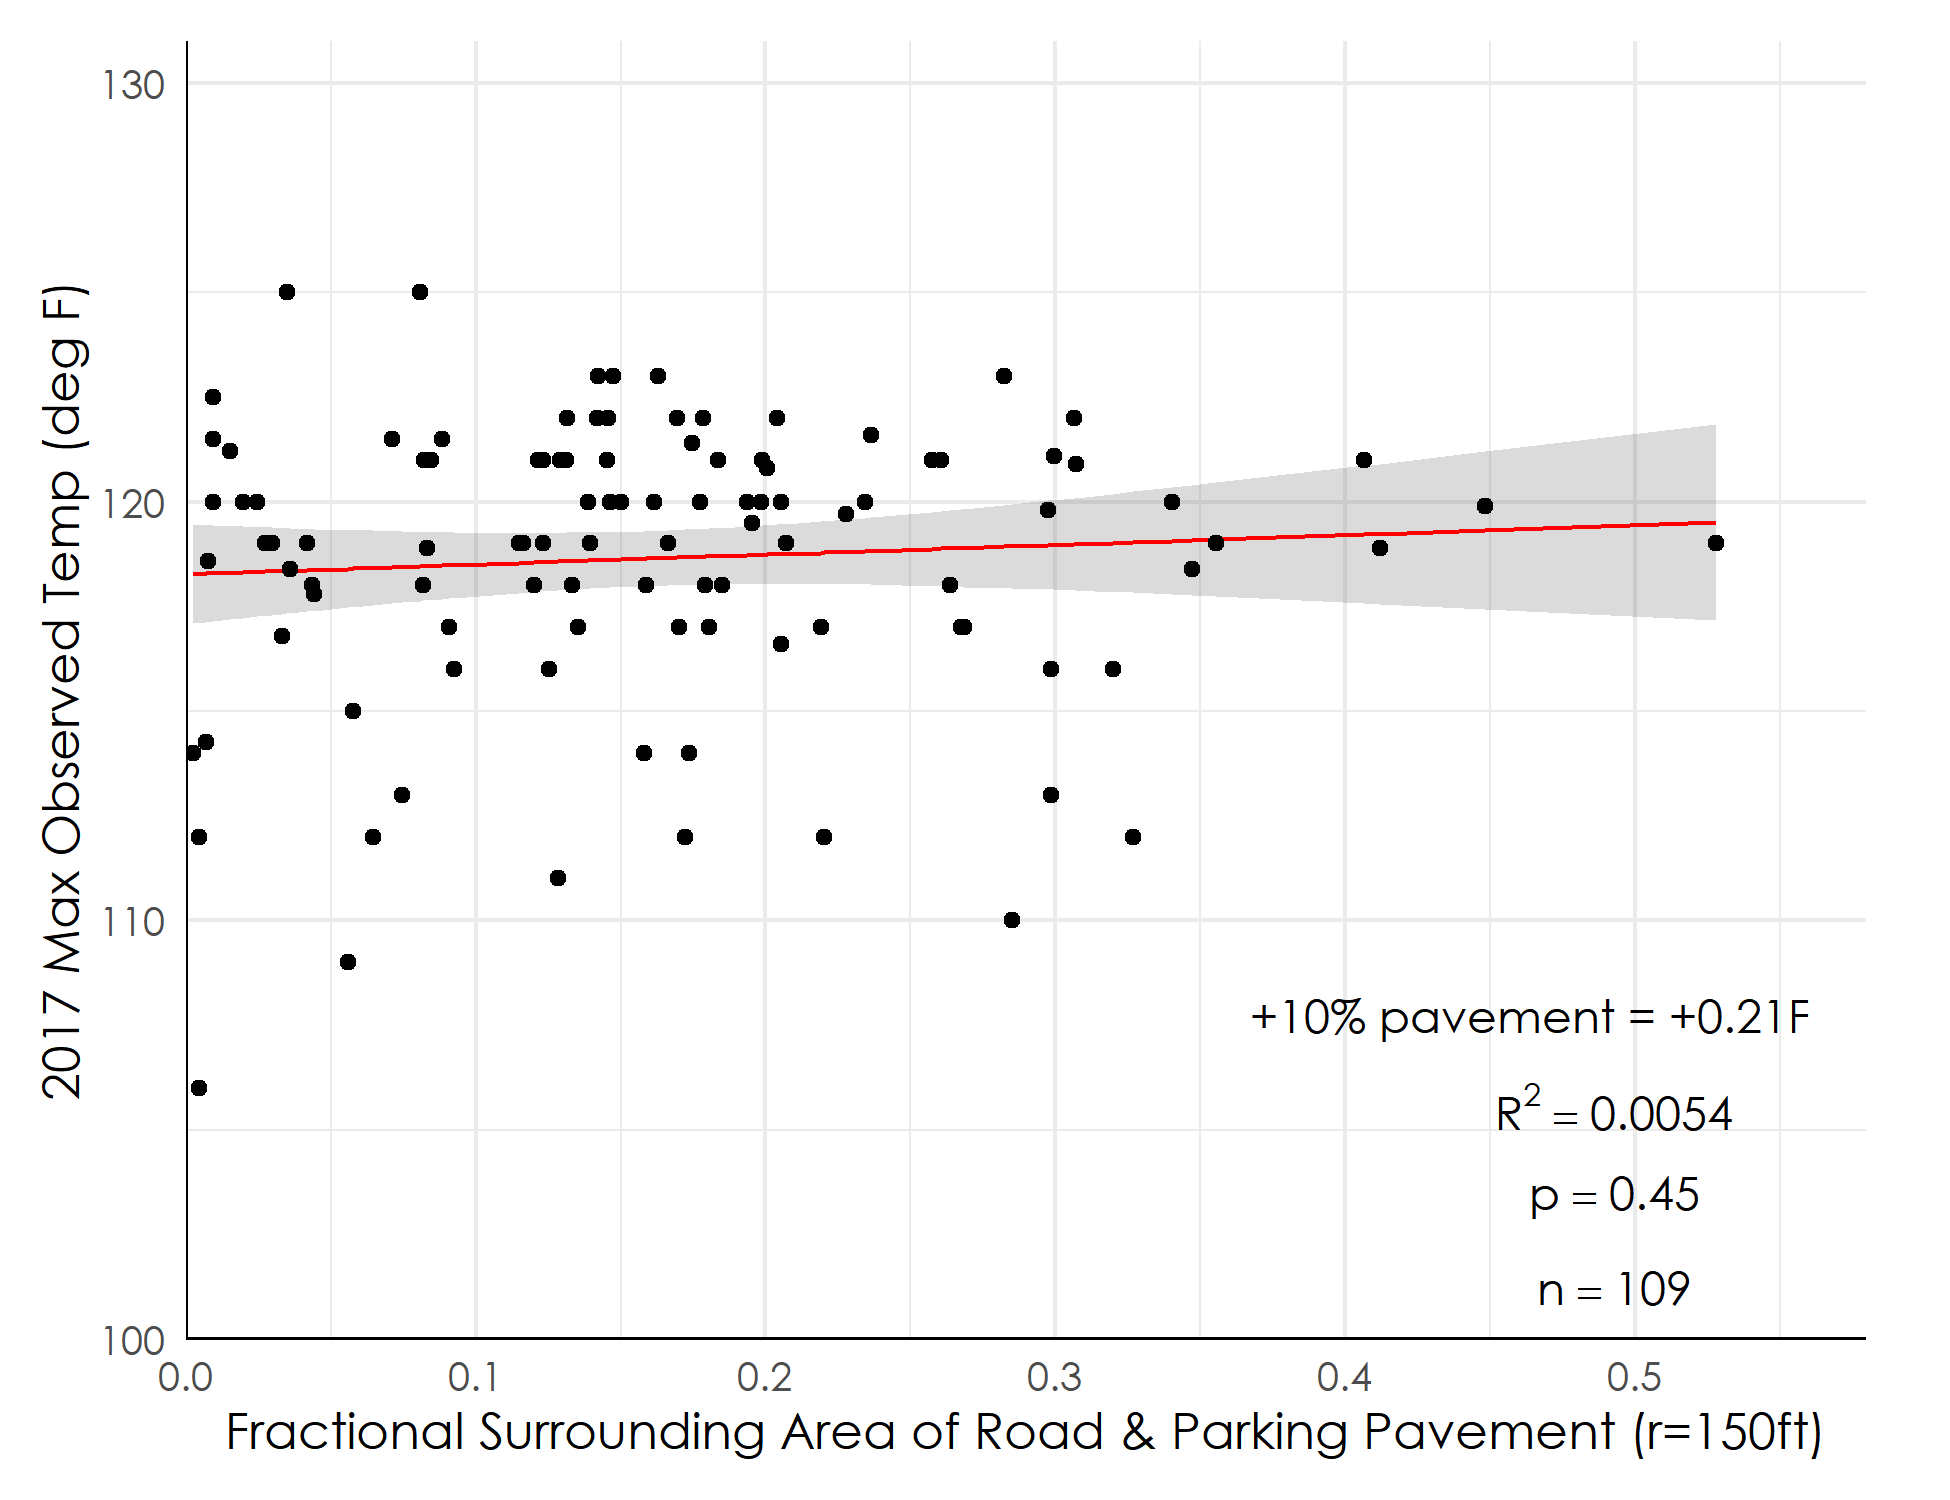 2017 Max Observed Temp (deg F)
130
120
110
100
+10% pavement = +0.21F
R² = 0.0054
p = 0.45
n = 109
0.0 0.1 0.2 0.3 0.4 0.5
Fractional Surrounding Area of Road & Parking Pavement (r=150ft)